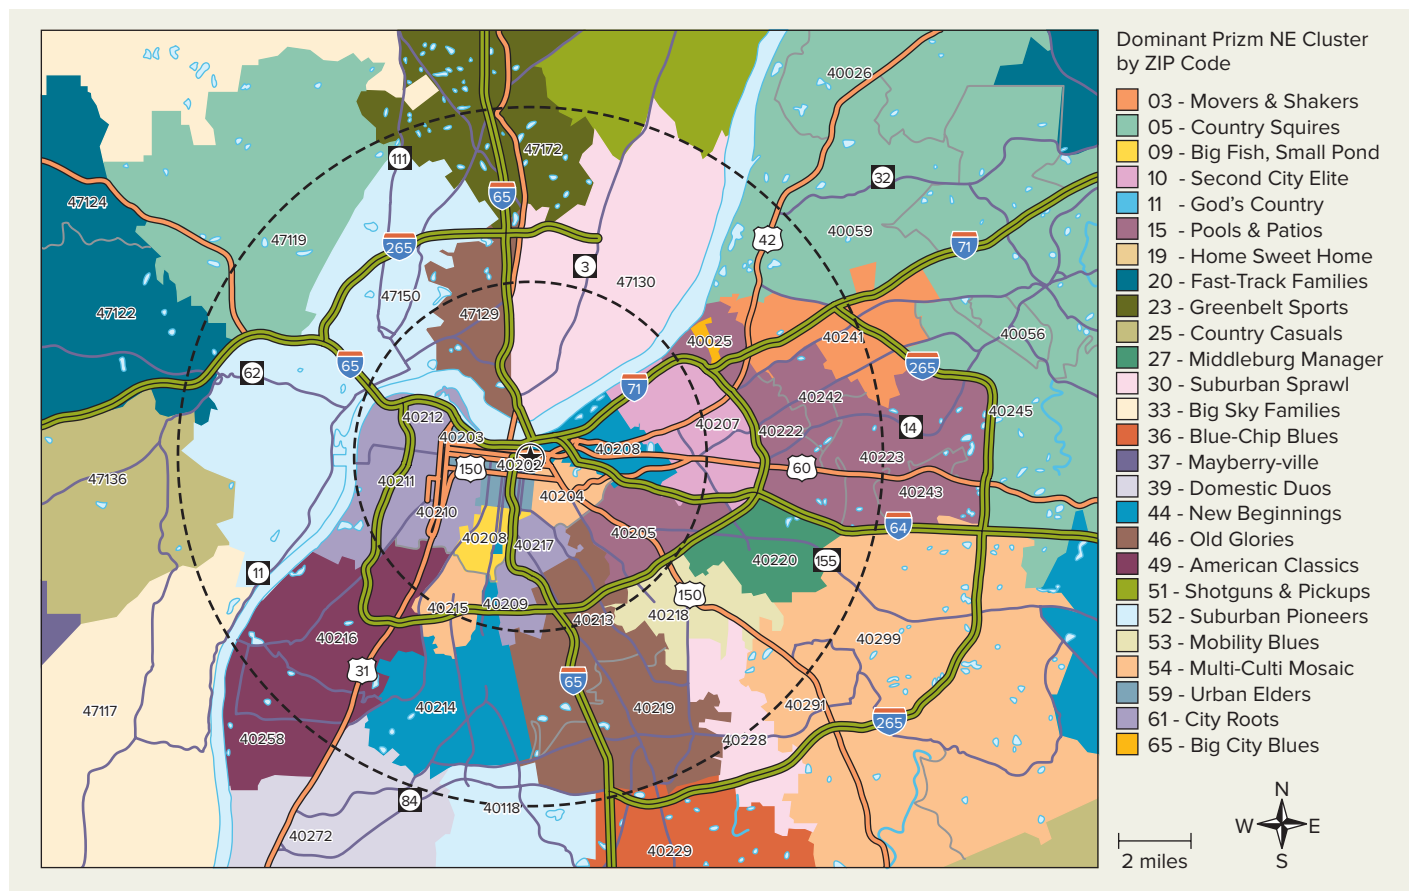 Dominant Prizm NE Cluster
by ZIP Code
03 - Movers & Shakers
05 - Country Squires
09 - Big Fish, Small Pond
10 - Second City Elite
11 - God's Country
15 - Pools & Patios
19 - Home Sweet Home
20 - Fast-Track Families
23 - Greenbelt Sports
25 - Country Casuals
27 - Middleburg Manager
30 - Suburban Sprawl
33 - Big Sky Families
36 - Blue-Chip Blues
37 - Mayberry-ville
39 - Domestic Duos
44 - New Beginnings
46 - Old Glories
49 - American Classics
51 - Shotguns & Pickups
52 - Suburban Pioneers
53 - Mobility Blues
54 - Multi-Culti Mosaic
59 - Urban Elders
61 - City Roots
65 - Big City Blues
N
W E
S
2 miles
40026
47172
111
32
65
47124
40059
42
71
47119
265
3
47130
47150
47122
47129
40056
40025
40241
65
265
62
71
40242
40245
40212
40207
40222
14
40203
40208
40223
40202
150
60
47136
40211
40204
40243
40210
64
40205
40208
40217
40220
155
11
150
40215
40209
40218
40213
40216
40299
31
65
40214
40219
40291
47117
265
40258
40228
84
40118
40272
40229